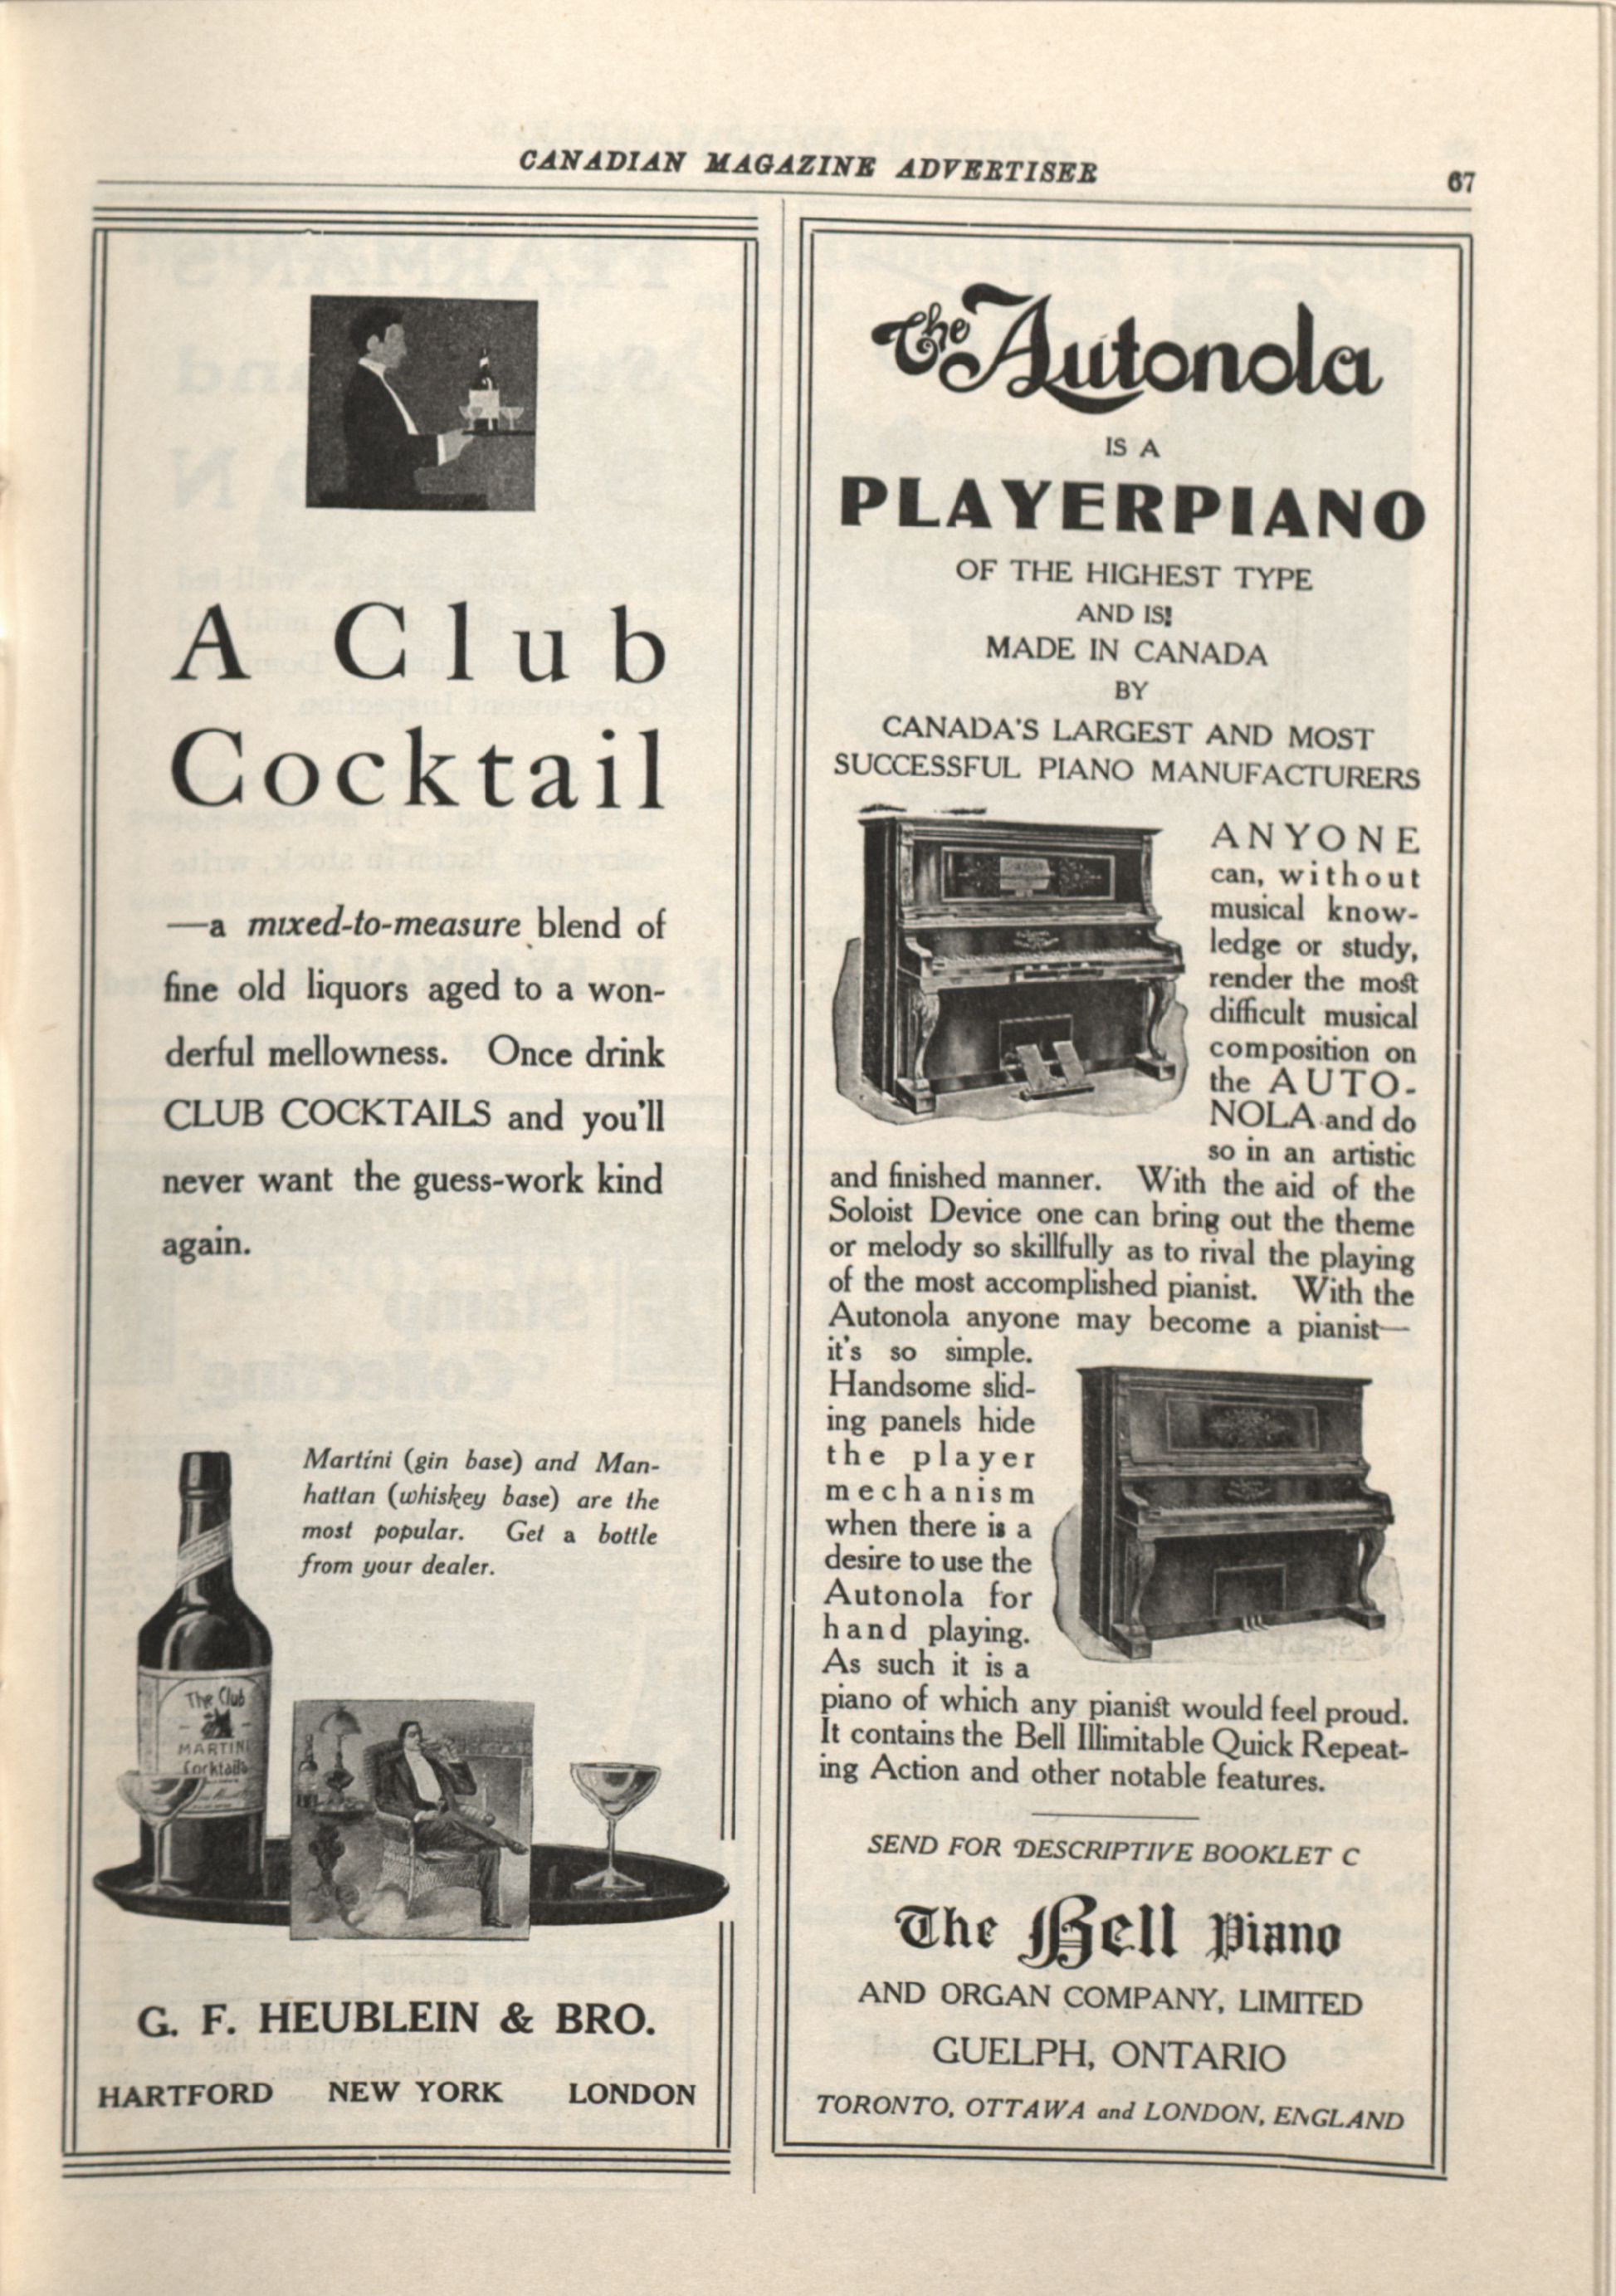 CANADIAN MAGAZINE ADVERTISER
67
A Club
Cocktail
—a mixed-to-measure blend of
fine old liquors aged to a won-
derful mellowness. Once drink
CLUB COCKTAILS and you'll
never want the guess-work kind
again.
Martini (gin base) and Man-
hattan (whiskey base) are the
most popular. Get a bottle
from your dealer.
The Club
MARTINI
Cocktails
G. F. HEUBLEIN & BRO.
HARTFORD NEW YORK LONDON
The Autonola
IS A
PLAYERPIANO
OF THE HIGHEST TYPE
AND IS!
MADE IN CANADA
BY
CANADA'S LARGEST AND MOST
SUCCESSFUL PIANO MANUFACTURERS
ANYONE
can, without
musical know-
ledge or study,
render the most
difficult musical
composition on
the AUTO-
NOLA and do
so in an artistic
and finished manner. With the aid of the
Soloist Device one can bring out the theme
or melody so skillfully as to rival the playing
of the most accomplished pianist. With the
Autonola anyone may become a pianist—
it's so simple.
Handsome slid-
ing panels hide
the player
mechanism
when there is a
desire to use the
Autonola for
hand playing.
As such it is a
piano of which any pianist would feel proud.
It contains the Bell Illimitable Quick Repeat-
ing Action and other notable features.
SEND FOR DESCRIPTIVE BOOKLET C
The Bell Piano
AND ORGAN COMPANY, LIMITED
GUELPH, ONTARIO
TORONTO, OTTAWA and LONDON, ENGLAND